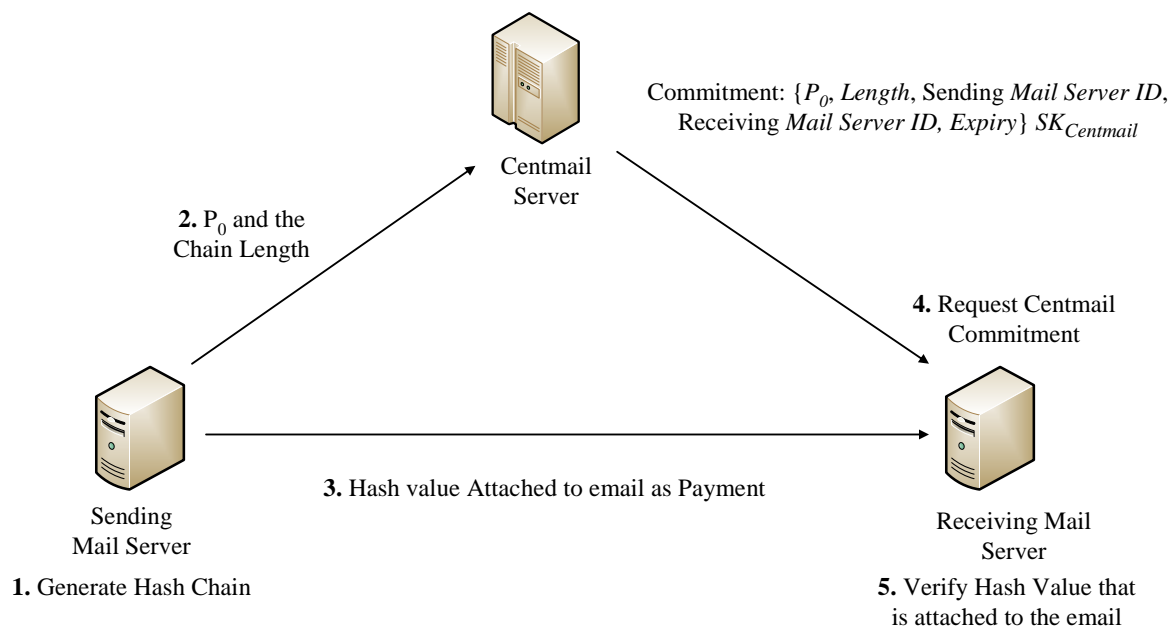 Commitment: {P0, Length, Sending Mail Server ID,
Receiving Mail Server ID, Expiry} SKCentmail
Centmail
Server
2. P0 and the
Chain Length
4. Request Centmail
Commitment
3. Hash value Attached to email as Payment
Sending
Mail Server
Receiving Mail
Server
1. Generate Hash Chain
5. Verify Hash Value that
is attached to the email